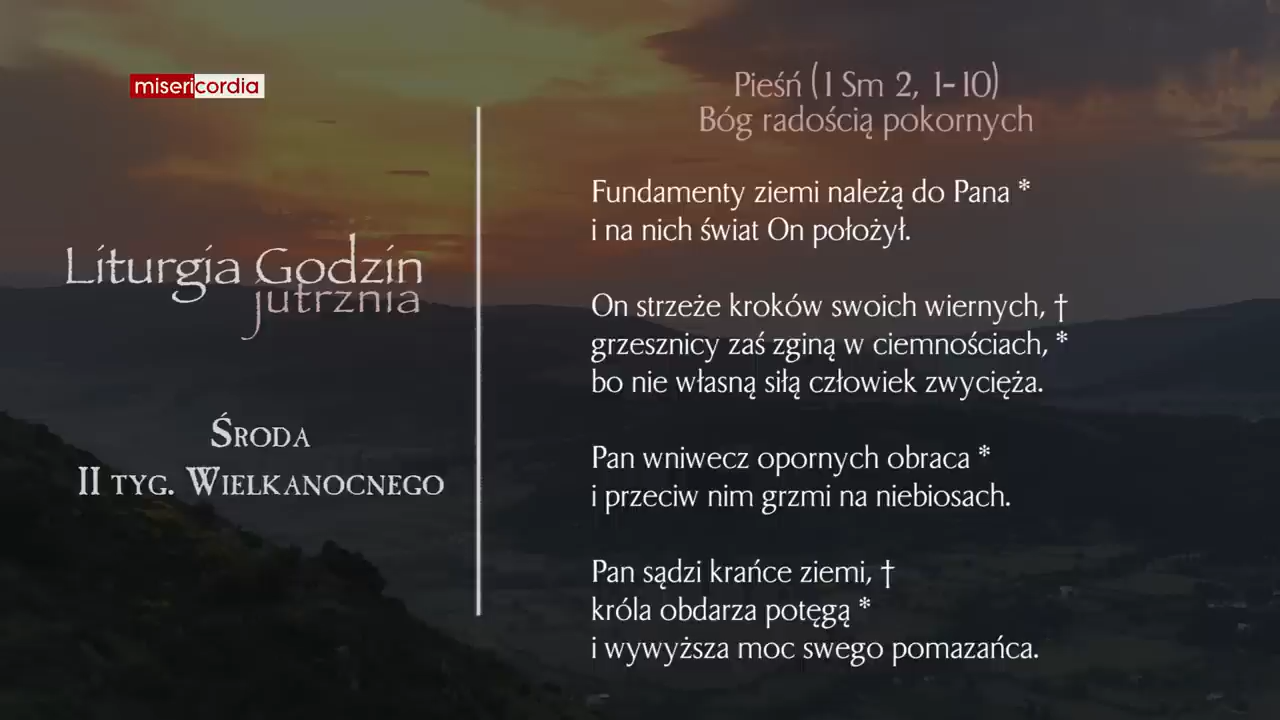 misericordia
Liturgia Godzin
jutrznia
Środa
II tyg. Wielkanocnego
Pieśń (1 Sm 2, 1-10)
Bóg radością pokornych
Fundamenty ziemi należą do Pana *
i na nich świat On położył.
On strzeże kroków swoich wiernych, †
grzesznicy zaś zginą w ciemnościach, *
bo nie własną siłą człowiek zwycięża.
Pan wniwecz opornych obraca *
i przeciw nim grzmi na niebiosach.
Pan sądzi krańce ziemi, †
króla obdarza potęgą *
i wywyższa moc swego pomazańca.